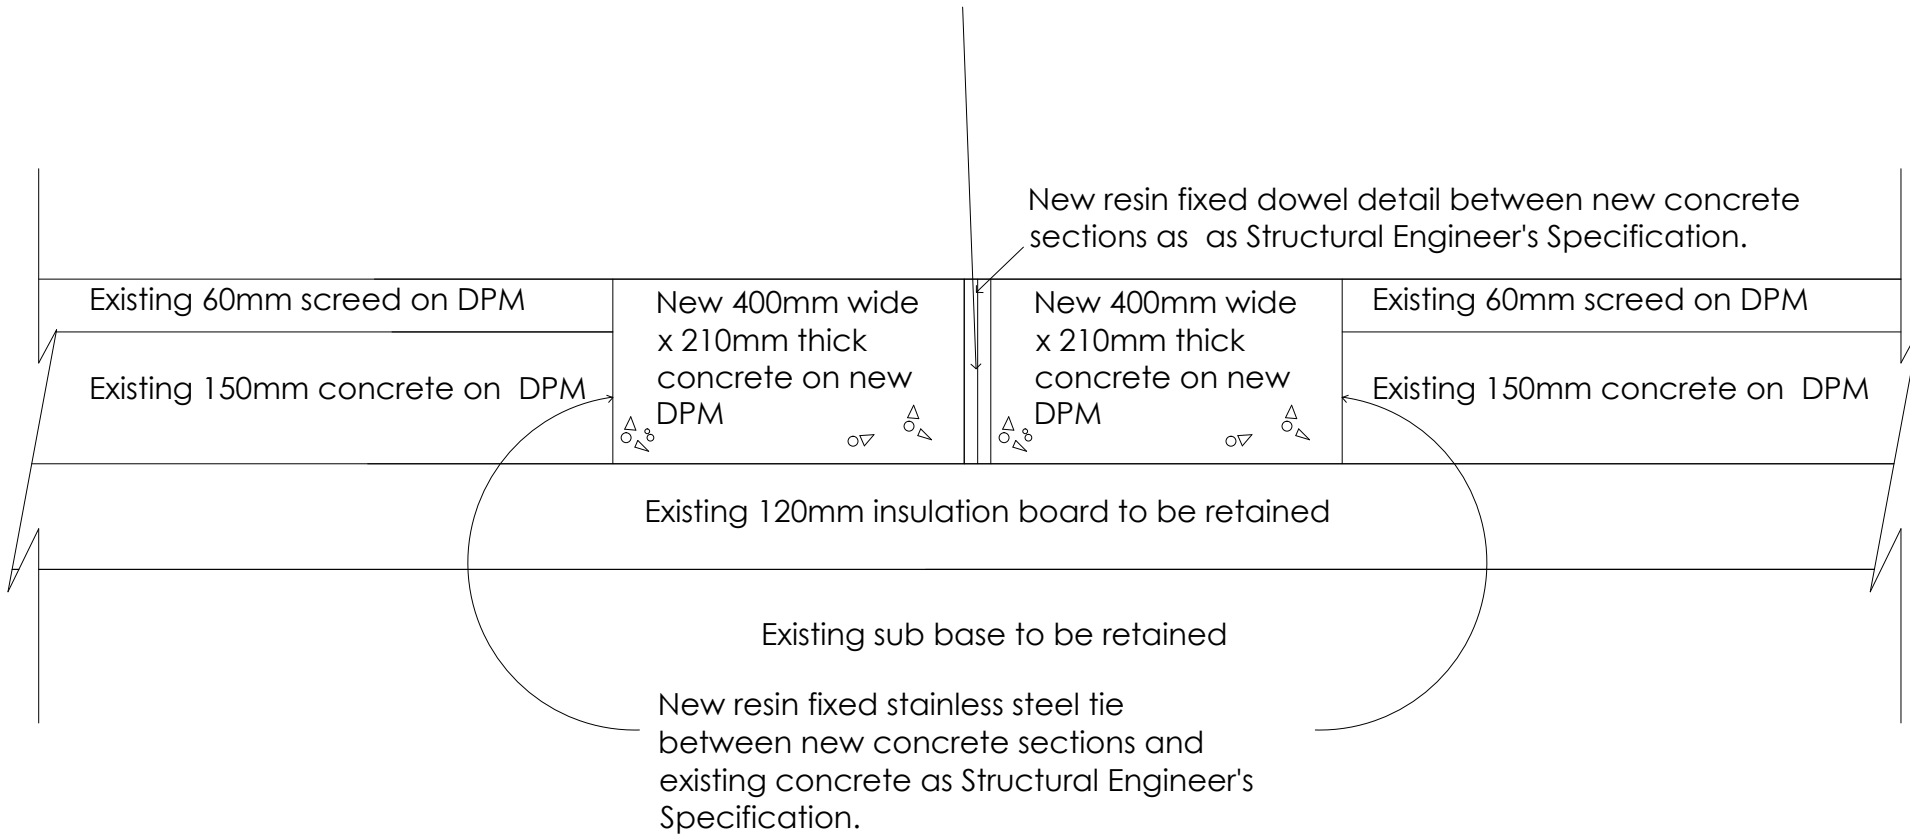 New resin fixed dowel detail between new concrete
sections as  as Structural Engineer's Specification.
Existing 60mm screed on DPM
New 400mm wide
x 210mm thick
concrete on new
DPM
New 400mm wide
x 210mm thick
concrete on new
DPM
Existing 60mm screed on DPM
Existing 150mm concrete on  DPM
Existing 150mm concrete on  DPM
Existing 120mm insulation board to be retained
Existing sub base to be retained
New resin fixed stainless steel tie
between new concrete sections and
existing concrete as Structural Engineer's
Specification.